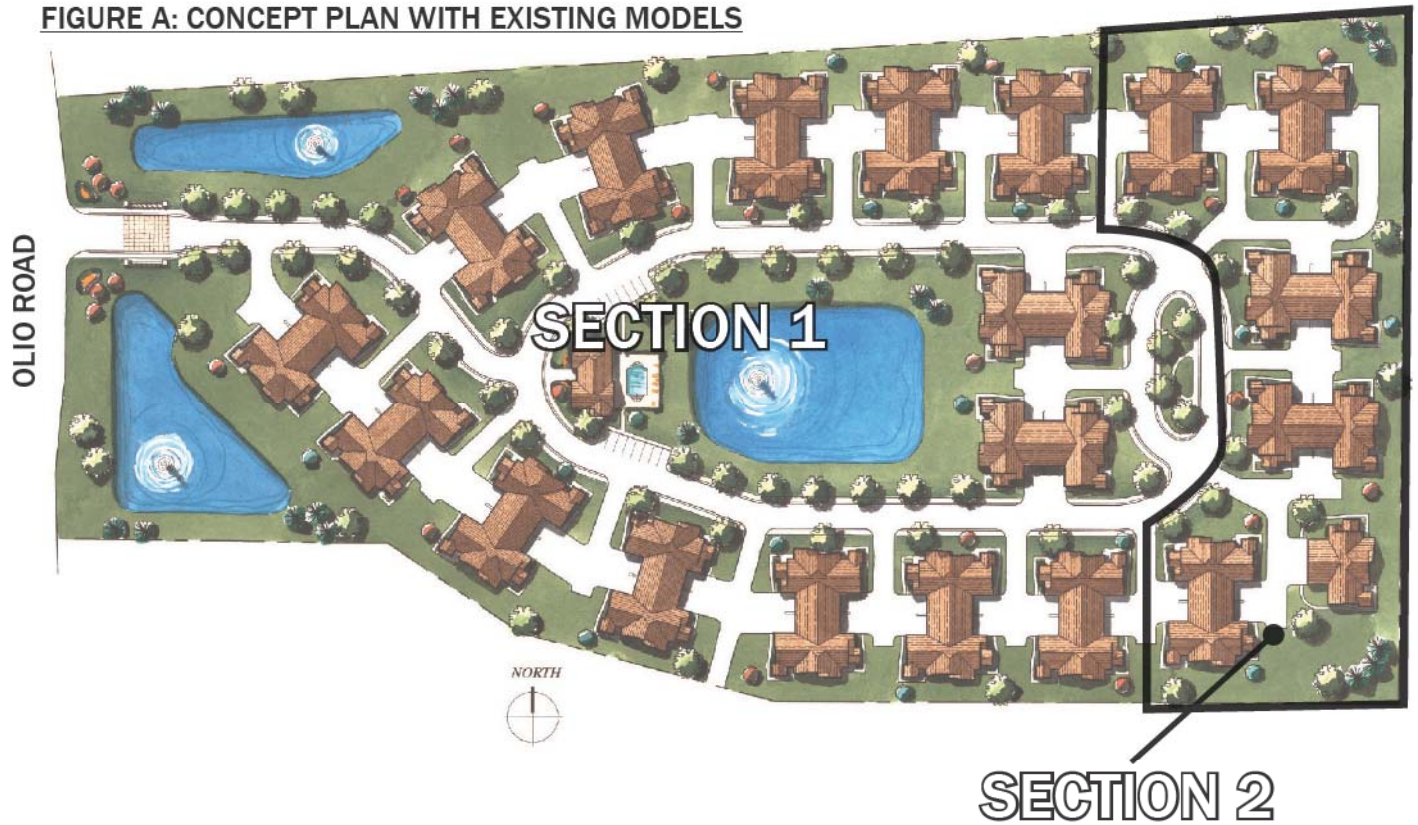 FIGURE A: CONCEPT PLAN WITH EXISTING MODELS
OLIO ROAD
SECTION 1
NORTH
SECTION 2